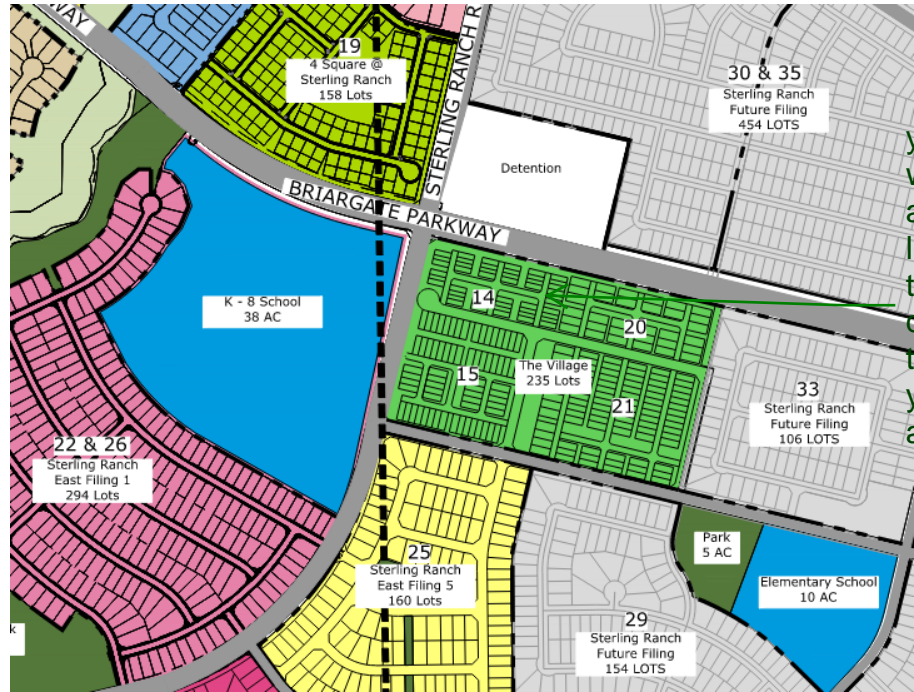 WAY
19
4 Square @
Sterling Ranch
158 Lots
STERLING RANCH R
30 & 35
Sterling Ranch
Future Filing
454 LOTS
Detention
BRIARGATE PARKWAY
K - 8 School
38 AC
14
20
The Village
235 Lots
15
21
33
Sterling Ranch
Future Filing
106 LOTS
22 & 26
Sterling Ranch
East Filing 1
294 Lots
25
Sterling Ranch
East Filing 5
160 Lots
Park
5 AC
Elementary School
10 AC
29
Sterling Ranch
Future Filing
154 LOTS
k